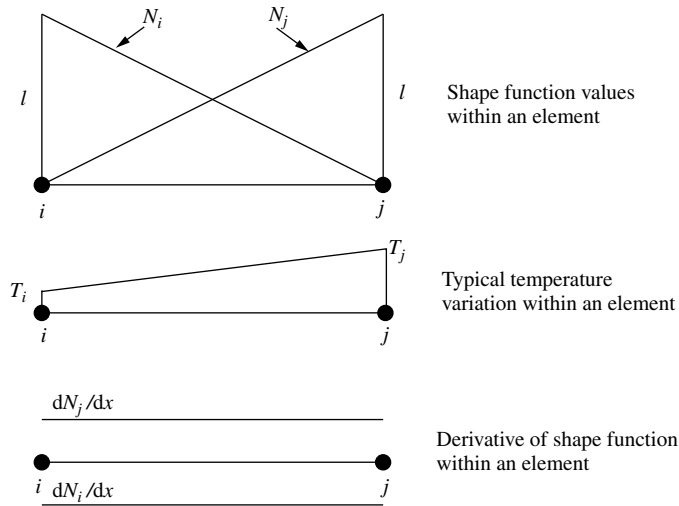 N_i
N_j
l
l
Shape function values
within an element
i
j
T_i
T_j
Typical temperature
variation within an element
i
j
dN_j/dx
Derivative of shape function
within an element
i
j
dN_i/dx